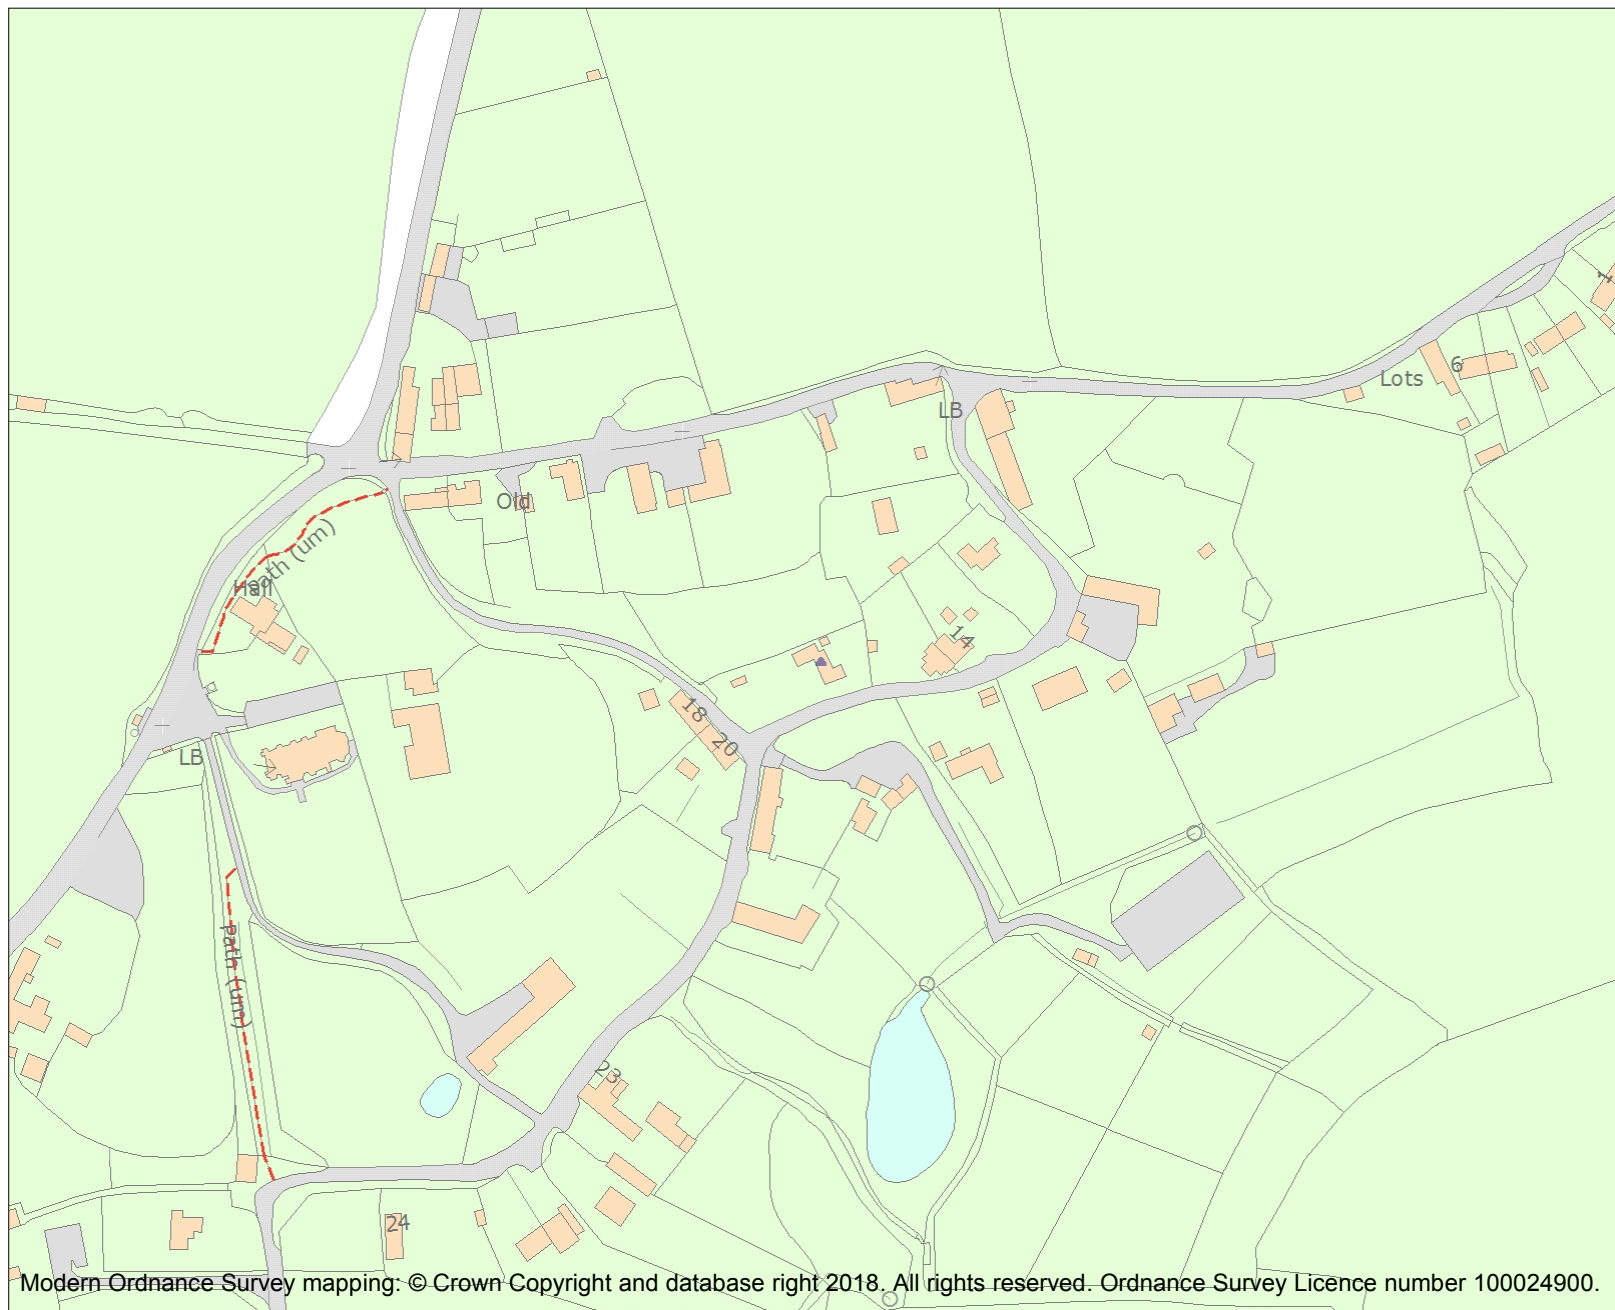 1
6
Lots
LB
Old
Path (um)
Hall
14
18
20
LB
Path (um)
23
24
Modern Ordnance Survey mapping: © Crown Copyright and database right 2018. All rights reserved. Ordnance Survey Licence number 100024900.